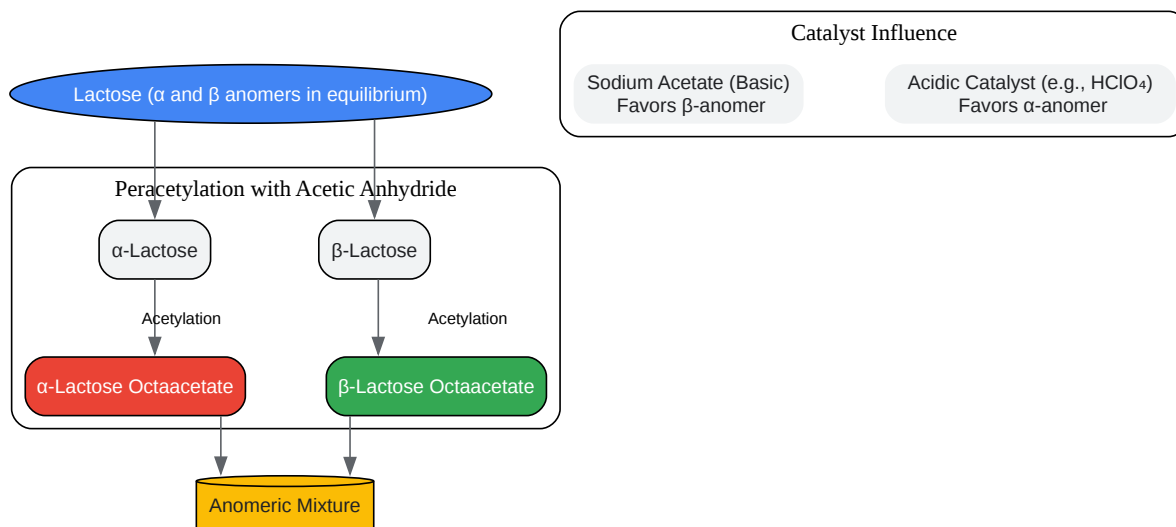 Catalyst Influence
Sodium Acetate (Basic)
Favors β-anomer
Acidic Catalyst (e.g., HClO₄)
Favors α-anomer
Lactose (α and β anomers in equilibrium)
Peracetylation with Acetic Anhydride
α-Lactose
β-Lactose
Acetylation
Acetylation
α-Lactose Octaacetate
β-Lactose Octaacetate
Anomeric Mixture